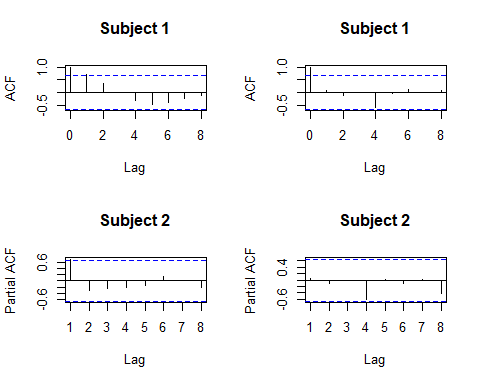 Subject 1
Subject 1
ACF
1.0
-0.5
0 2 4 6 8
Lag
ACF
1.0
-0.5
0 2 4 6 8
Lag
Subject 2
Subject 2
Partial ACF
0.6
-0.6
1 2 3 4 5 6 7 8
Lag
Partial ACF
0.4
-0.6
1 2 3 4 5 6 7 8
Lag